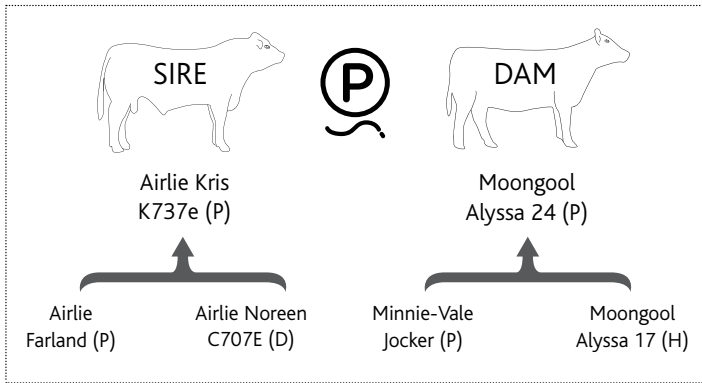 SIRE
P
DAM
Airlie Kris
K737e (P)
Moongool
Alyssa 24 (P)
Airlie
Farland (P)
Airlie Noreen
C707E (D)
Minnie-Vale
Jocker (P)
Moongool
Alyssa 17 (H)